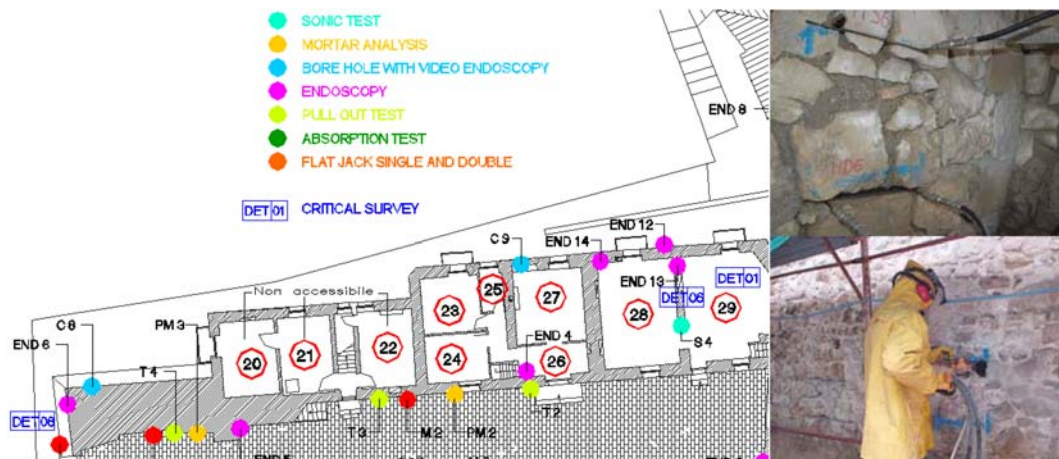 SONIC TEST
MORTAR ANALYSIS
BORE HOLE WITH VIDEO ENDOSCOPY
ENDOSCOPY
PULL OUT TEST
ABSORPTION TEST
FLAT JACK SINGLE AND DOUBLE
DET 01 CRITICAL SURVEY
END 8
END 12
C 9
END 14
END 13
DET 01
DET 06
Non accessibile
25
23
27
28
29
C 8
PM 3
END 6
20
21
22
24
END 4
26
S 4
T 4
T 3
M 2
PM 2
T 2